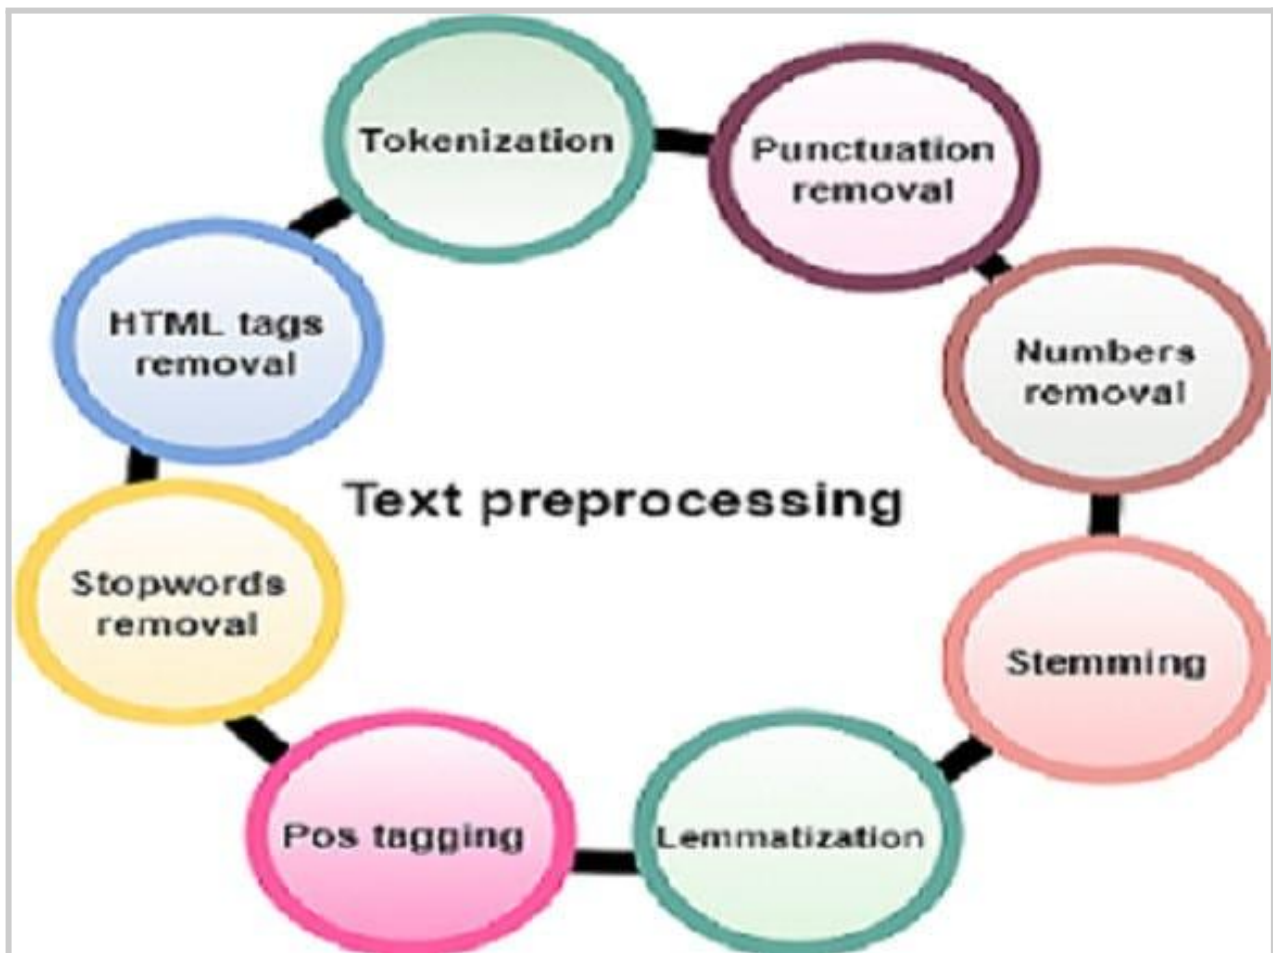 Tokenization
Punctuation
removal
HTML tags
removal
Numbers
removal
Text preprocessing
Stopwords
removal
Stemming
Pos tagging
Lemmatization